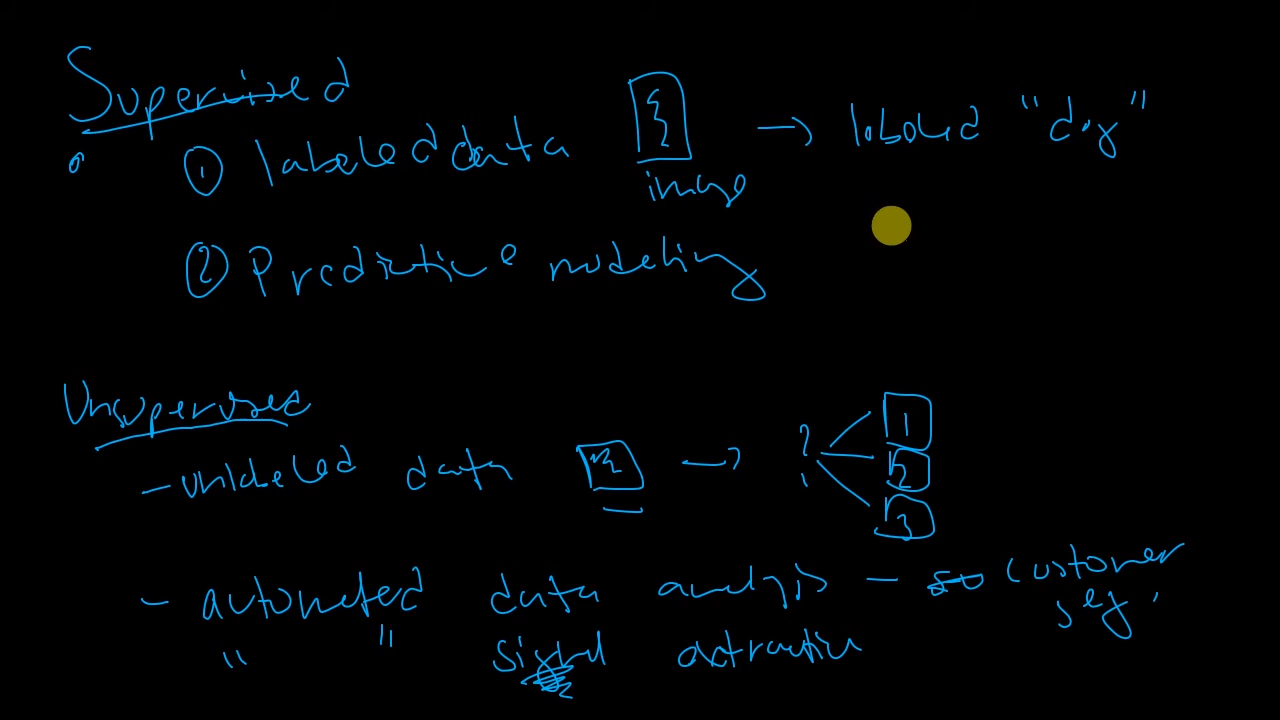 Supervised
① labeled data
image
→ labeled "dog"
② Predictive modeling
Unsupervised
- unlabeled data → ?
1
2
3
- automated data analysis - customer
seg.
" " signal extraction